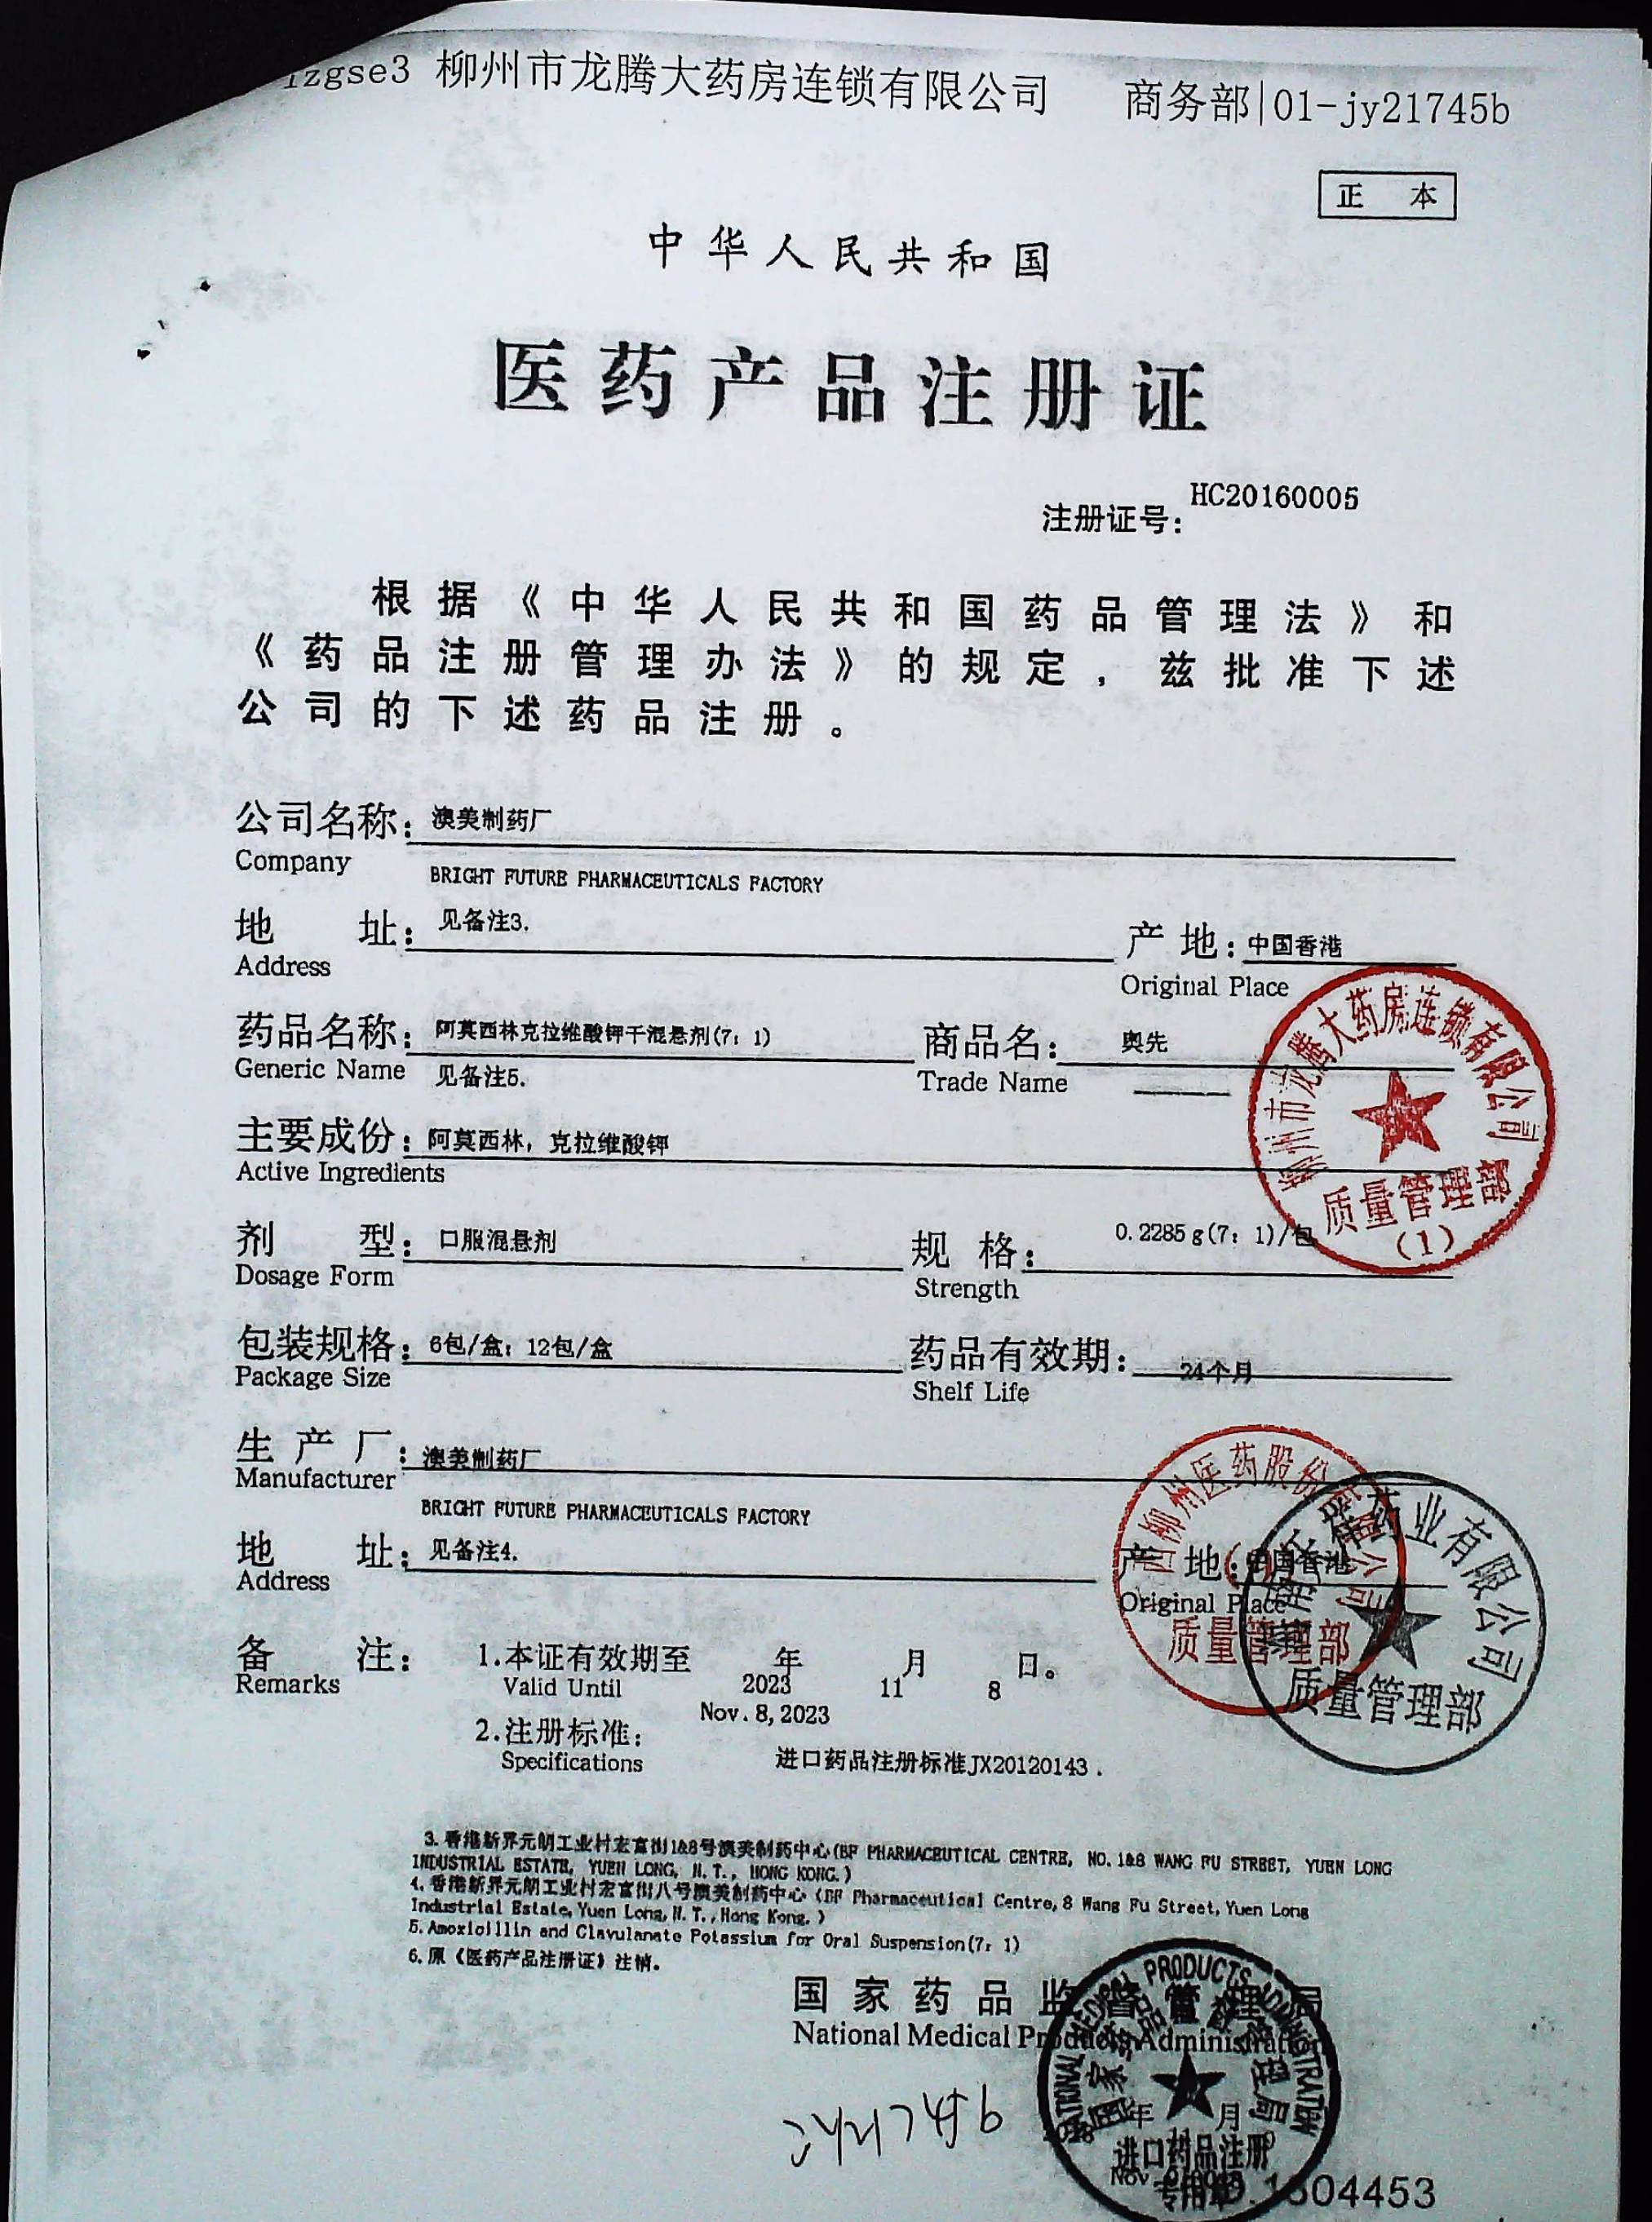 lzgse3 柳州市龙腾大药房连锁有限公司 商务部|01-jy21745b
正 本
中华人民共和国
医药产品注册证
注册证号：HC20160005
根据《中华人民共和国药品管理法》和
《药品注册管理办法》的规定，兹批准下述
公司的下述药品注册。
公司名称：澳美制药厂
Company
BRIGHT FUTURE PHARMACEUTICALS FACTORY
地 址：见备注3.
产 地：中国香港
Address
Original Place
药品名称：阿莫西林克拉维酸钾干混悬剂(7：1)
商品名：奥先
Generic Name 见备注5.
Trade Name
主要成份：阿莫西林，克拉维酸钾
Active Ingredients
柳州市龙腾大药房连锁有限公司
质量管理部
(1)
剂 型：口服混悬剂
规 格：0.2285g(7：1)/包
Dosage Form
Strength
包装规格：6包/盒；12包/盒
药品有效期：24个月
Package Size
Shelf Life
生 产 厂：澳美制药厂
Manufacturer
BRIGHT FUTURE PHARMACEUTICALS FACTORY
地 址：见备注4.
产 地：中国香港
Address
Original Place
柳州医药股份
公司
质量管理部
药业有限公司
质量管理部
备 注：1.本证有效期至 2023 年 11 月 8 日。
Remarks
Valid Until
Nov. 8, 2023
2.注册标准：
Specifications
进口药品注册标准JX20120143.
3. 香港新界元朗工业村宏富街1&8号澳美制药中心(BF PHARMACEUTICAL CENTRE, NO. 1&8 WANG FU STREET, YUEN LONG
INDUSTRIAL ESTATE, YUEN LONG, N. T., HONG KONG.)
4. 香港新界元朗工业村宏富街八号澳美制药中心 (BF Pharmaceutical Centre, 8 Wang Fu Street, Yuen Long
Industrial Estate, Yuen Long, N. T., Hong Kong.)
5. Amoxicillin and Clavulanate Potassium for Oral Suspension(7：1)
6. 原《医药产品注册证》注销。
国家药品监督管理局
National Medical Products Administration
NATIONAL MEDICAL PRODUCTS ADMINISTRATION
国家药品监督管理局
年 月
进口药品注册
专用章
Nov
04453